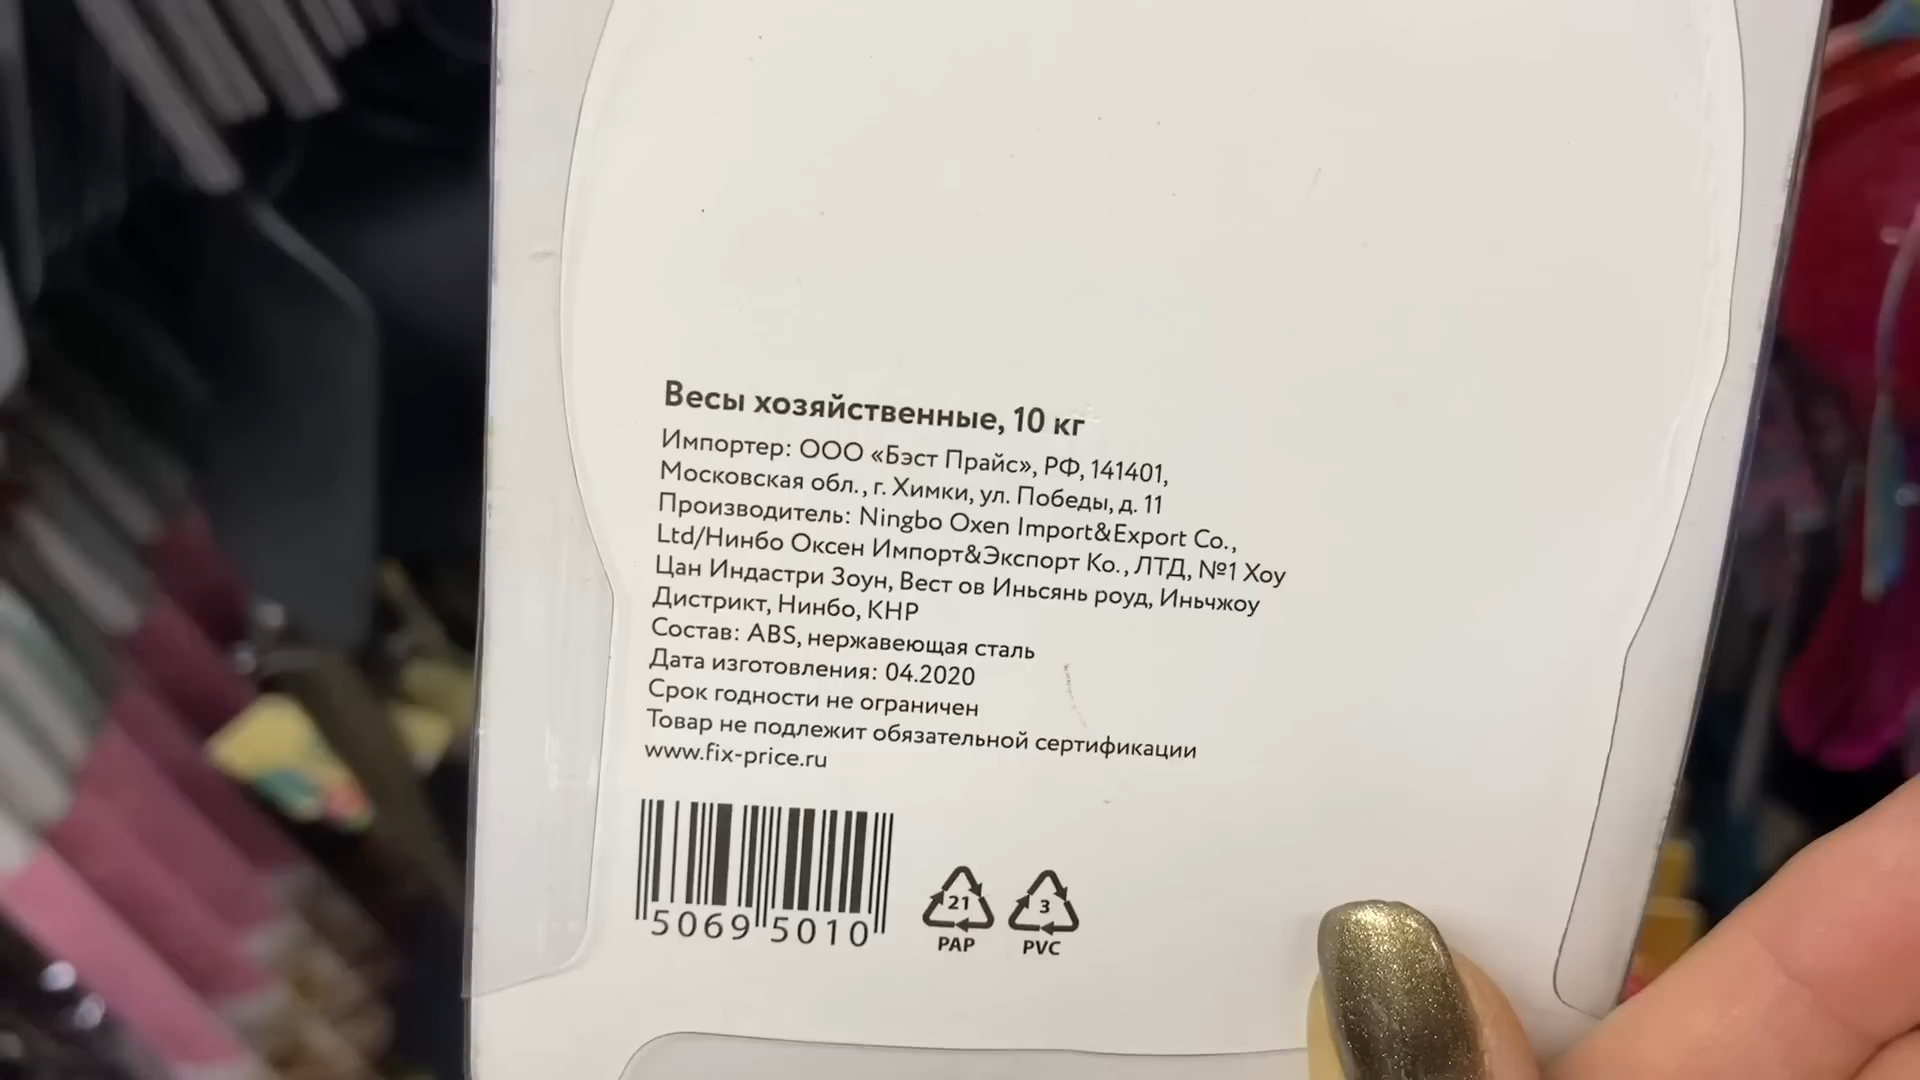 Весы хозяйственные, 10 кг
Импортер: ООО «Бэст Прайс», РФ, 141401,
Московская обл., г. Химки, ул. Победы, д. 11
Производитель: Ningbo Oxen Import&Export Co.,
Ltd/Нинбо Оксен Импорт&Экспорт Ко., ЛТД, №1 Хоу
Цан Индастри Зоун, Вест ов Иньсянь роуд, Иньчжоу
Дистрикт, Нинбо, КНР
Состав: ABS, нержавеющая сталь
Дата изготовления: 04.2020
Срок годности не ограничен
Товар не подлежит обязательной сертификации
www.fix-price.ru
5069 5010
21
PAP
3
PVC